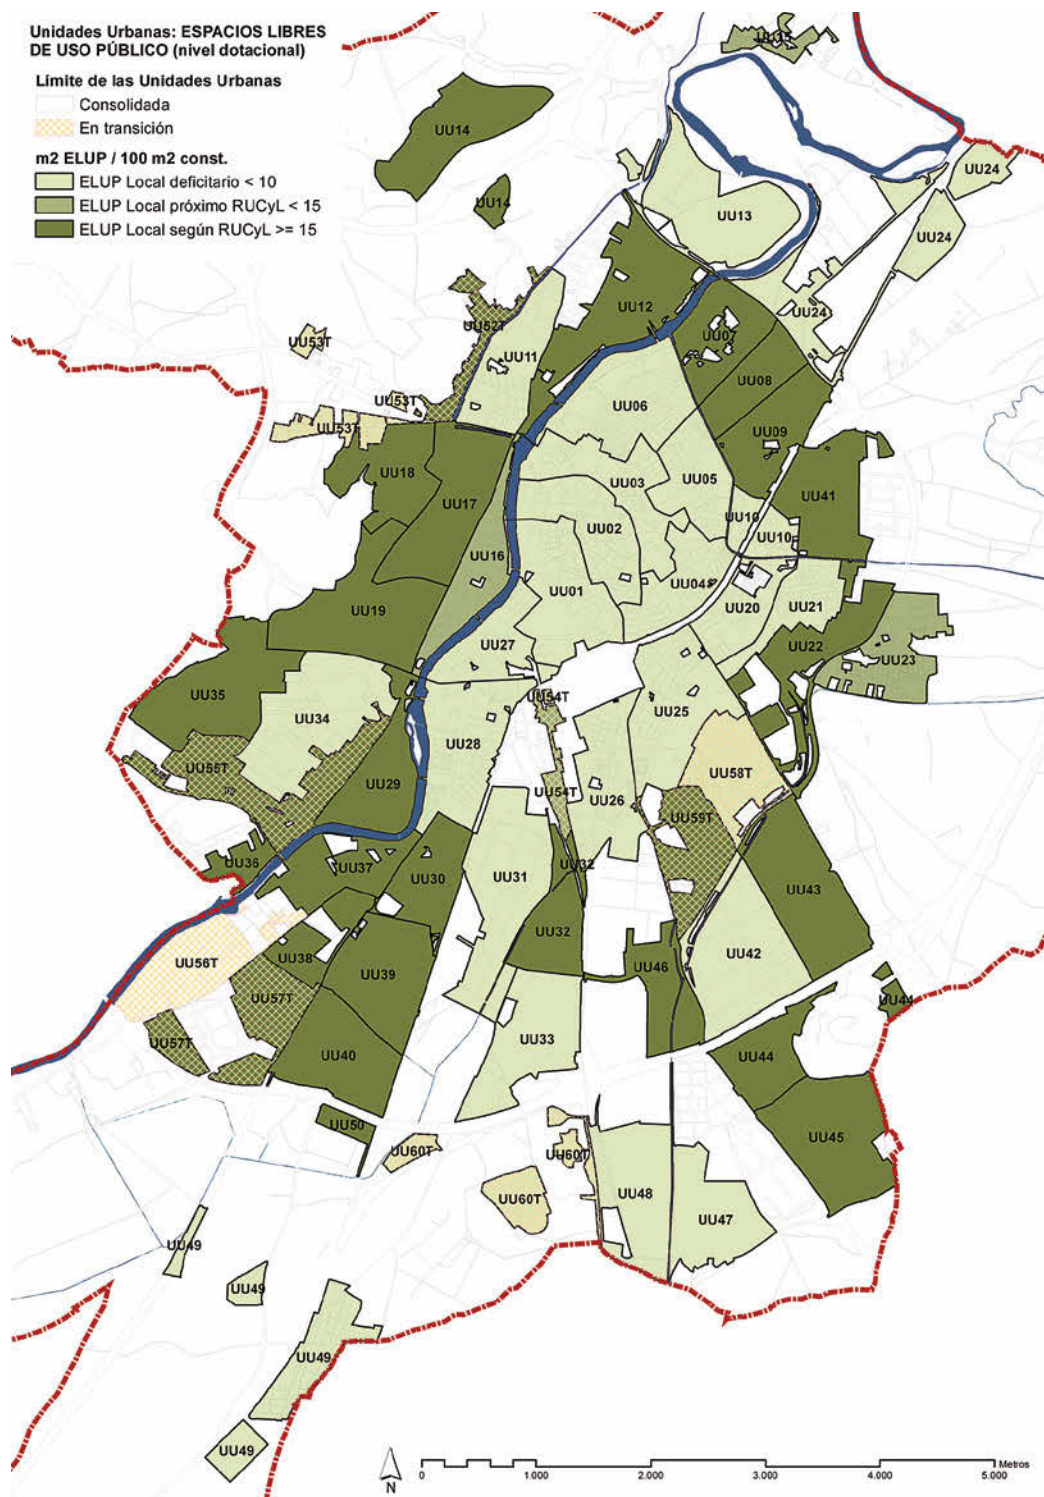 Unidades Urbanas: ESPACIOS LIBRES
DE USO PÚBLICO (nivel dotacional)
Límite de las Unidades Urbanas
Consolidada
En transición
m2 ELUP / 100 m2 const.
ELUP Local deficitario < 10
ELUP Local próximo RUCyL < 15
ELUP Local según RUCyL >= 15
UU15
UU14
UU24
UU14
UU13
UU24
UU12
UU24
UU52T
UU07
UU53T
UU11
UU08
UU53T
UU06
UU53T
UU09
UU18
UU03
UU05
UU17
UU41
UU10
UU02
UU10
UU16
UU04
UU01
UU19
UU20
UU21
UU27
UU22
UU23
UU35
UU54T
UU34
UU25
UU28
UU55T
UU58T
UU29
UU54T
UU26
UU59T
UU36
UU37
UU32
UU30
UU31
UU43
UU32
UU42
UU38
UU56T
UU39
UU46
UU57T
UU44
UU57T
UU33
UU40
UU44
UU50
UU45
UU60T
UU60T
UU60T
UU48
UU47
UU49
UU49
UU49
UU49
N
0
1.000
2.000
3.000
4.000
5.000
Metros